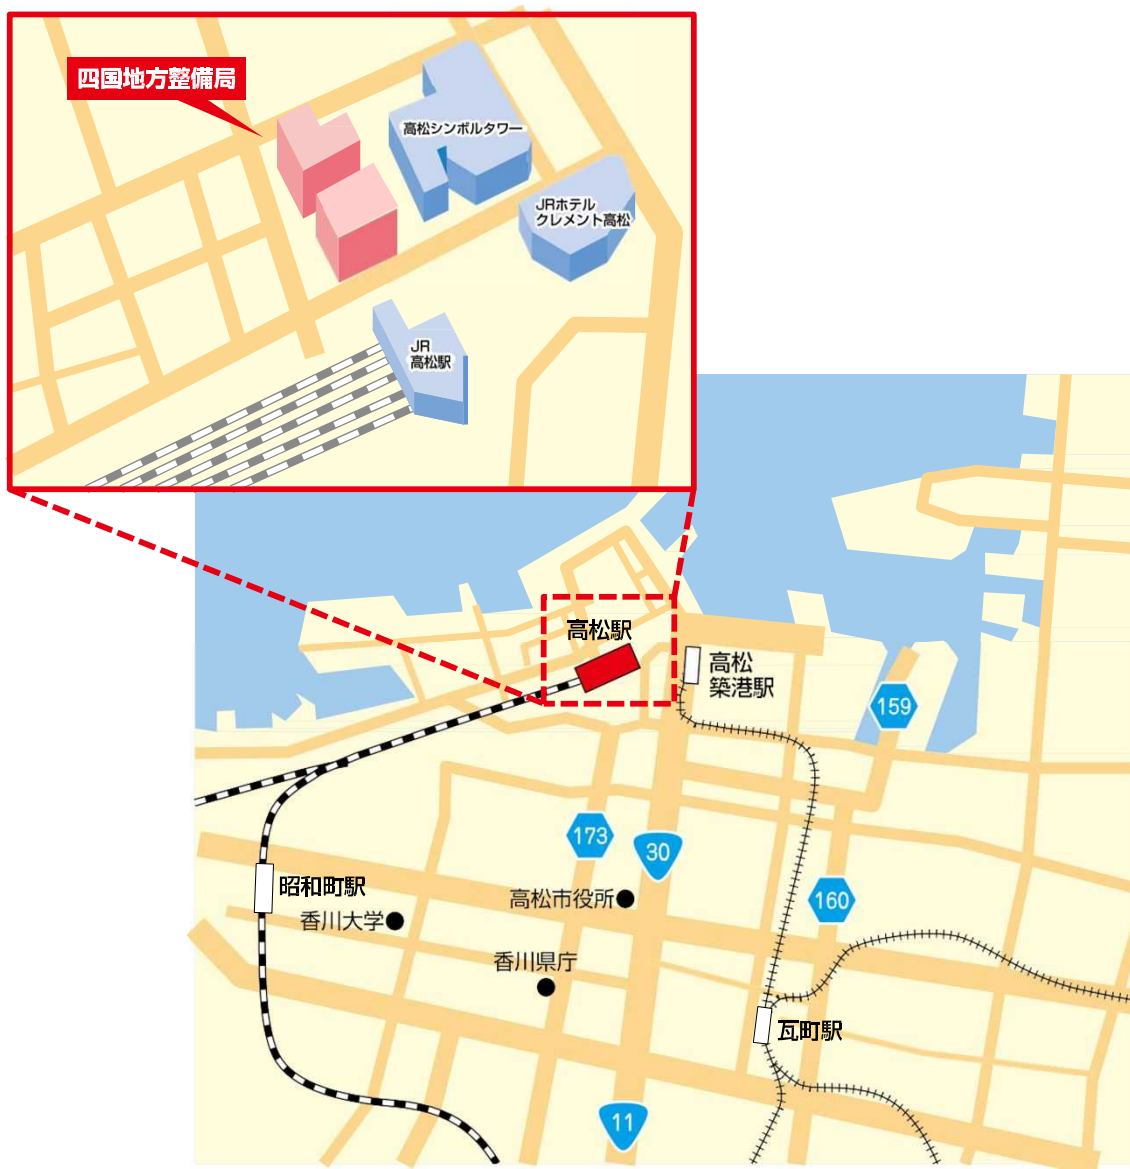 四国地方整備局
高松シンボルタワー
JRホテル
クレメント高松
JR
高松駅
高松駅
高松
築港駅
159
173
30
160
昭和町駅
香川大学
高松市役所
香川県庁
瓦町駅
11